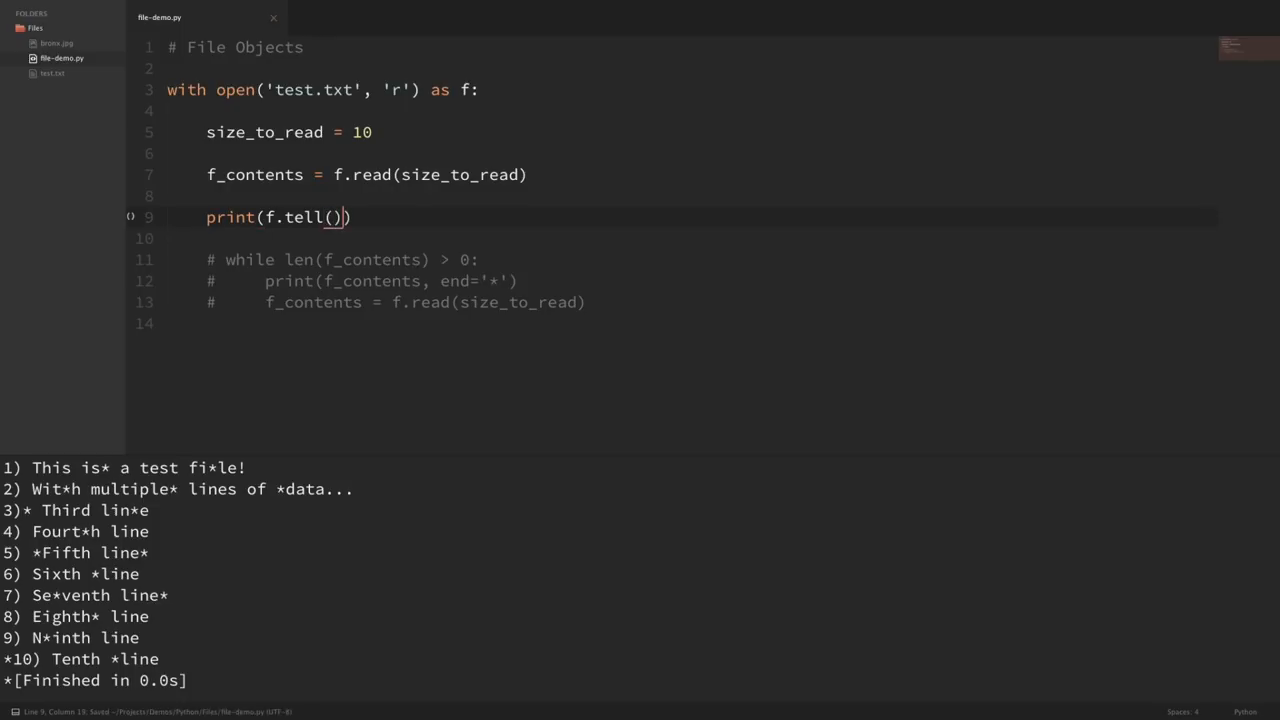 FOLDERS
Files
bronx.jpg
file-demo.py
test.txt
file-demo.py ×
1 # File Objects
2
3 with open('test.txt', 'r') as f:
4
5 size_to_read = 10
6
7 f_contents = f.read(size_to_read)
8
() 9 print(f.tell())
10
11 # while len(f_contents) > 0:
12 #     print(f_contents, end='*')
13 #     f_contents = f.read(size_to_read)
14
1) This is* a test fi*le!
2) Wit*h multiple* lines of *data...
3)* Third lin*e
4) Fourt*h line
5) *Fifth line*
6) Sixth *line
7) Se*venth line*
8) Eighth* line
9) N*inth line
*10) Tenth *line
*[Finished in 0.0s]
Line 9, Column 19; Saved ~/Projects/Demos/Python/Files/file-demo.py (UTF-8) Spaces: 4 Python